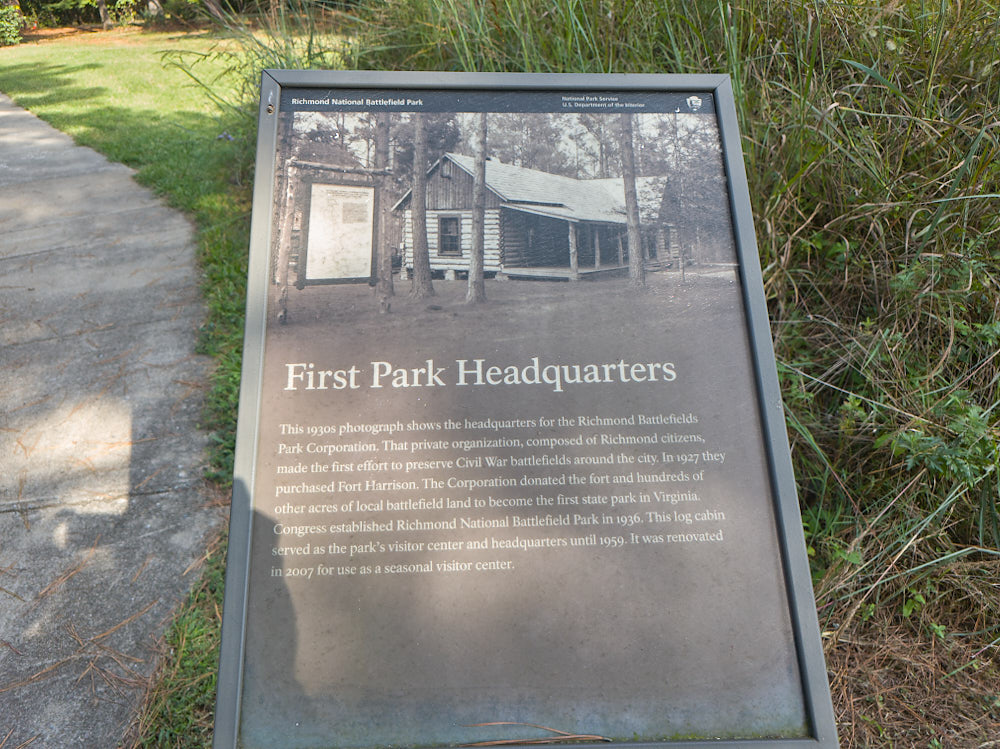 Richmond National Battlefield Park
National Park Service
U.S. Department of the Interior
First Park Headquarters
This 1930s photograph shows the headquarters for the Richmond Battlefields
Park Corporation. That private organization, composed of Richmond citizens,
made the first effort to preserve Civil War battlefields around the city. In 1927 they
purchased Fort Harrison. The Corporation donated the fort and hundreds of
other acres of local battlefield land to become the first state park in Virginia.
Congress established Richmond National Battlefield Park in 1936. This log cabin
served as the park's visitor center and headquarters until 1959. It was renovated
in 2007 for use as a seasonal visitor center.